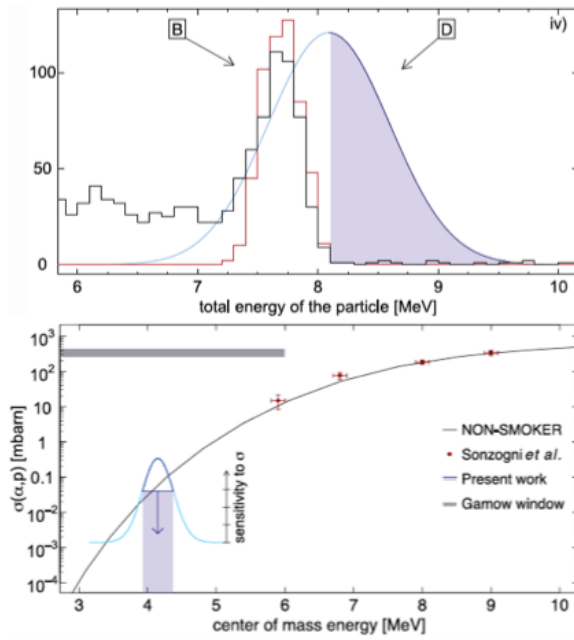 B
D
iv)
100
50
0
6
7
8
9
10
total energy of the particle [MeV]
10³
10²
10
1
0.1
10⁻²
10⁻³
10⁻⁴
σ(α,p) [mbarn]
sensitivity to σ
NON-SMOKER
Sonzogni et al.
Present work
Gamow window
3
4
5
6
7
8
9
10
center of mass energy [MeV]